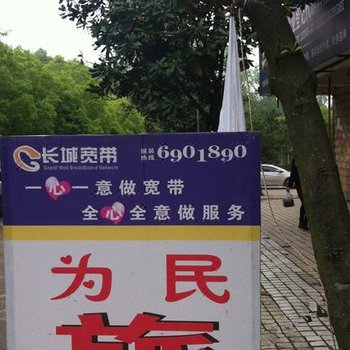 长城宽带
Great Wall Broadband Network
报装
热线 6901890
一心一意做宽带
全心全意做服务
为民
旅